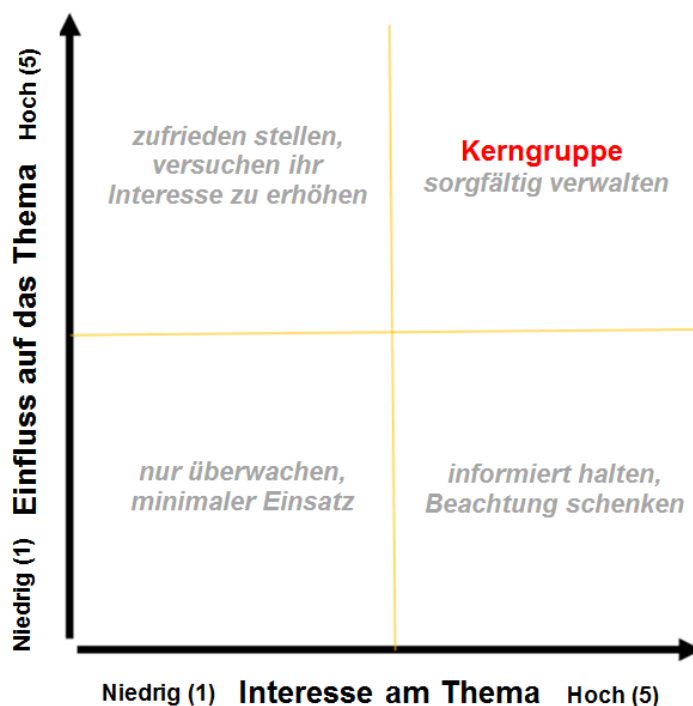 Hoch (5)
Einfluss auf das Thema
Niedrig (1)
zufrieden stellen,
versuchen ihr
Interesse zu erhöhen
Kerngruppe
sorgfältig verwalten
nur überwachen,
minimaler Einsatz
informiert halten,
Beachtung schenken
Niedrig (1)
Interesse am Thema
Hoch (5)